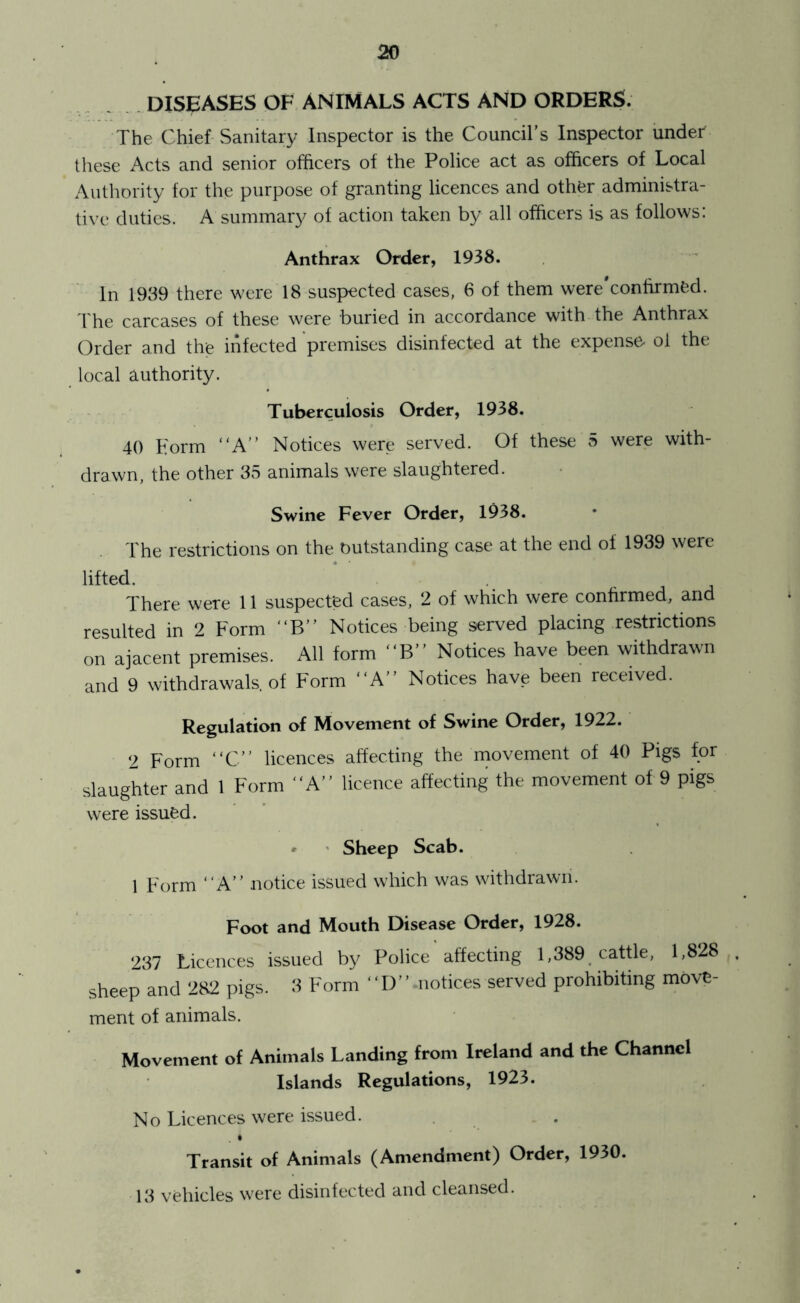 20
DISEASES OF ANIMALS ACTS AND ORDERS.
The Chief Sanitary Inspector is the Council's Inspector under
these Acts and senior officers of the Police act as officers of Local
Authority for the purpose of granting licences and other administra-
tive duties. A summary of action taken by all officers is as follows:
Anthrax Order, 1938.
In 1939 there were 18 suspected cases, 6 of them were confirmed.
The carcases of these were buried in accordance with the Anthrax
Order and the infected premises disinfected at the expense of the
local authority.
Tuberculosis Order, 1938.
40 Form "A" Notices were served. Of these 5 were with-
drawn, the other 35 animals were slaughtered.
Swine Fever Order, 1938.
The restrictions on the outstanding case at the end of 1939 were
lifted.
There were 11 suspected cases, 2 of which were confirmed, and
resulted in 2 Form "B" Notices being served placing restrictions
on ajacent premises. All form "B" Notices have been withdrawn
and 9 withdrawals of Form "A" Notices have been received.
Regulation of Movement of Swine Order, 1922.
2 Form "C" licences affecting the movement of 40 Pigs for
slaughter and 1 Form "A" licence affecting the movement of 9 pigs
were issued.
Sheep Scab.
1 Form "A" notice issued which was withdrawn.
Foot and Mouth Disease Order, 1928.
237 Licences issued by Police affecting 1,389 cattle, 1,828
sheep and 282 pigs. 3 Form "D" notices served prohibiting move-
ment of animals.
Movement of Animals Landing from Ireland and the Channel
Islands Regulations, 1923.
No Licences were issued.
Transit of Animals (Amendment) Order, 1930.
13 vehicles were disinfected and cleansed.